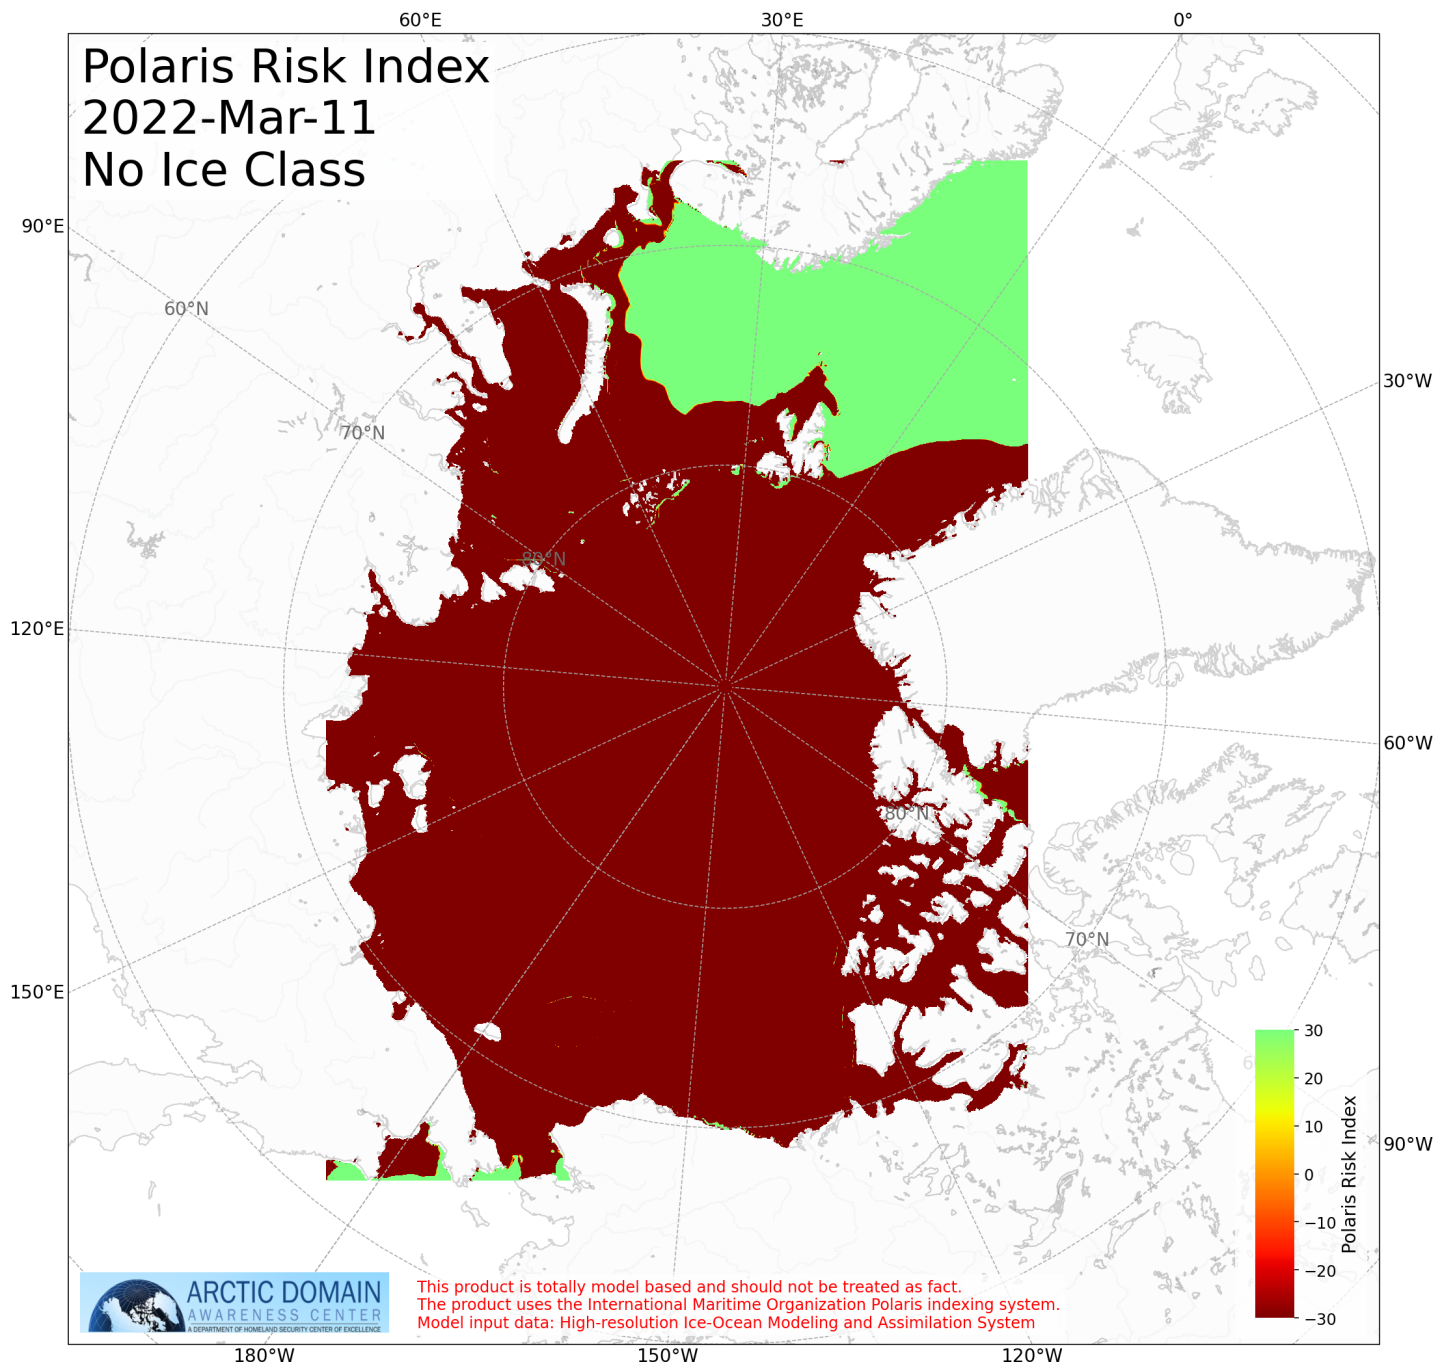 60°E 30°E 0°
Polaris Risk Index
2022-Mar-11
No Ice Class
90°E
60°N
30°W
70°N
80°N
120°E
60°W
80°N
70°N
150°E
30
20
10
0
−10
−20
−30
Polaris Risk Index
90°W
ARCTIC DOMAIN
AWARENESS CENTER
A DEPARTMENT OF HOMELAND SECURITY CENTER OF EXCELLENCE
This product is totally model based and should not be treated as fact.
The product uses the International Maritime Organization Polaris indexing system.
Model input data: High-resolution Ice-Ocean Modeling and Assimilation System
180°W 150°W 120°W